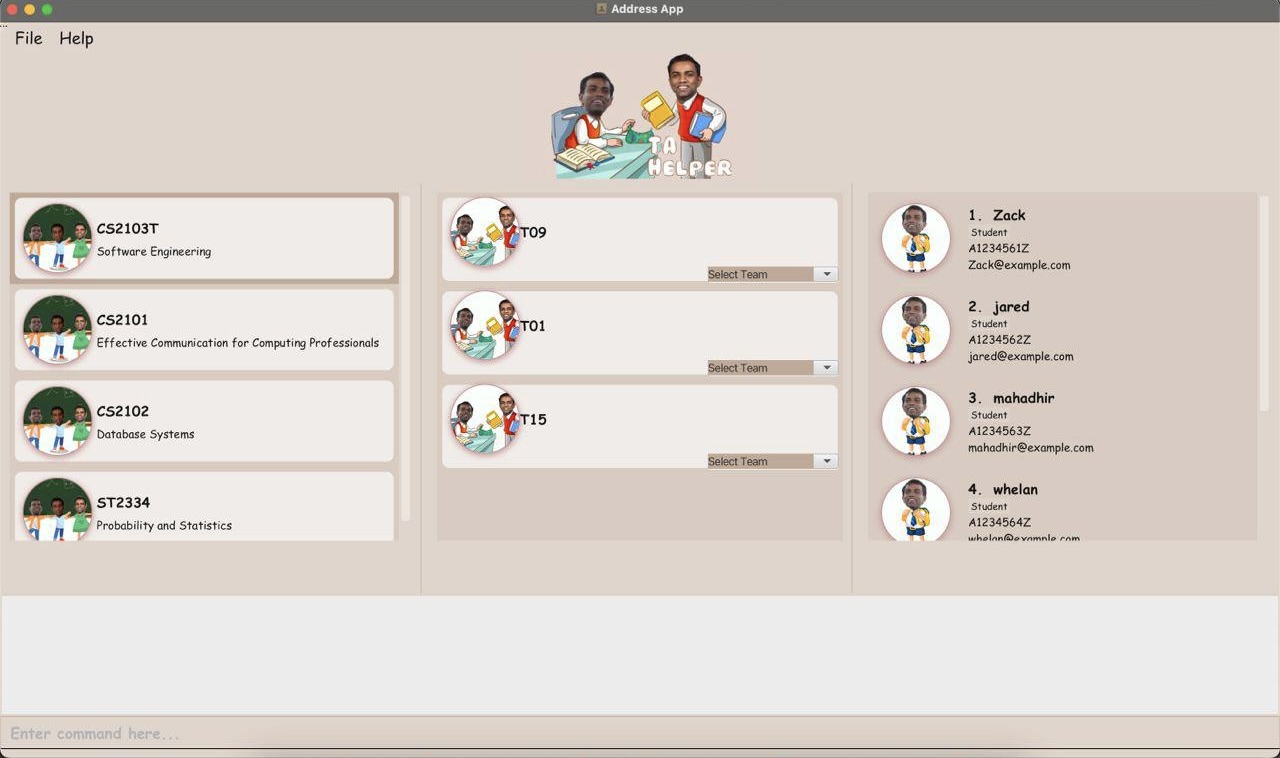 Address App
...
File Help
TA
HELPER
CS2103T
Software Engineering
CS2101
Effective Communication for Computing Professionals
CS2102
Database Systems
ST2334
Probability and Statistics
T09
Select Team
T01
Select Team
T15
Select Team
1. Zack
Student
A1234561Z
Zack@example.com
2. jared
Student
A1234562Z
jared@example.com
3. mahadhir
Student
A1234563Z
mahadhir@example.com
4. whelan
Student
A1234564Z
whelan@example.com
Enter command here...